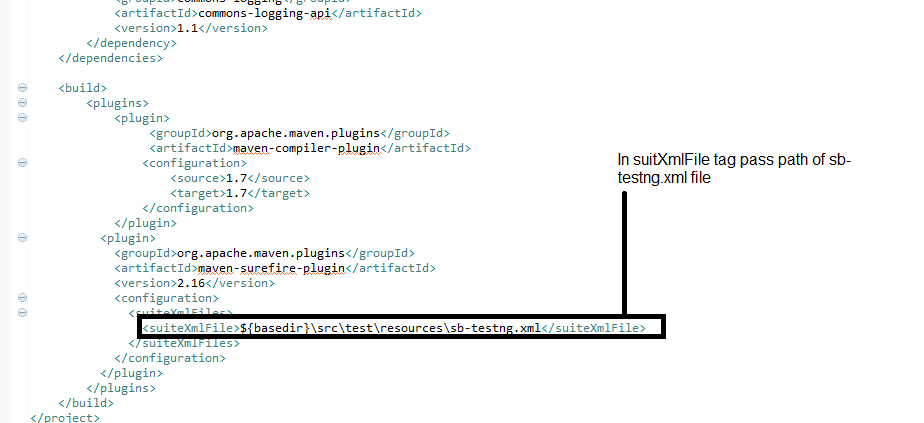 <groupId>commons-logging</groupId>
<artifactId>commons-logging-api</artifactId>
<version>1.1</version>
</dependency>
</dependencies>
<build>
<plugins>
<plugin>
<groupId>org.apache.maven.plugins</groupId>
<artifactId>maven-compiler-plugin</artifactId>
<configuration>
<source>1.7</source>
<target>1.7</target>
</configuration>
</plugin>
<plugin>
<groupId>org.apache.maven.plugins</groupId>
<artifactId>maven-surefire-plugin</artifactId>
<version>2.16</version>
<configuration>
<suiteXmlFiles>
<suiteXmlFile>${basedir}\src\test\resources\sb-testng.xml</suiteXmlFile>
</suiteXmlFiles>
</configuration>
</plugin>
</plugins>
</build>
</project>
In suitXmlFile tag pass path of sb-
testng.xml file